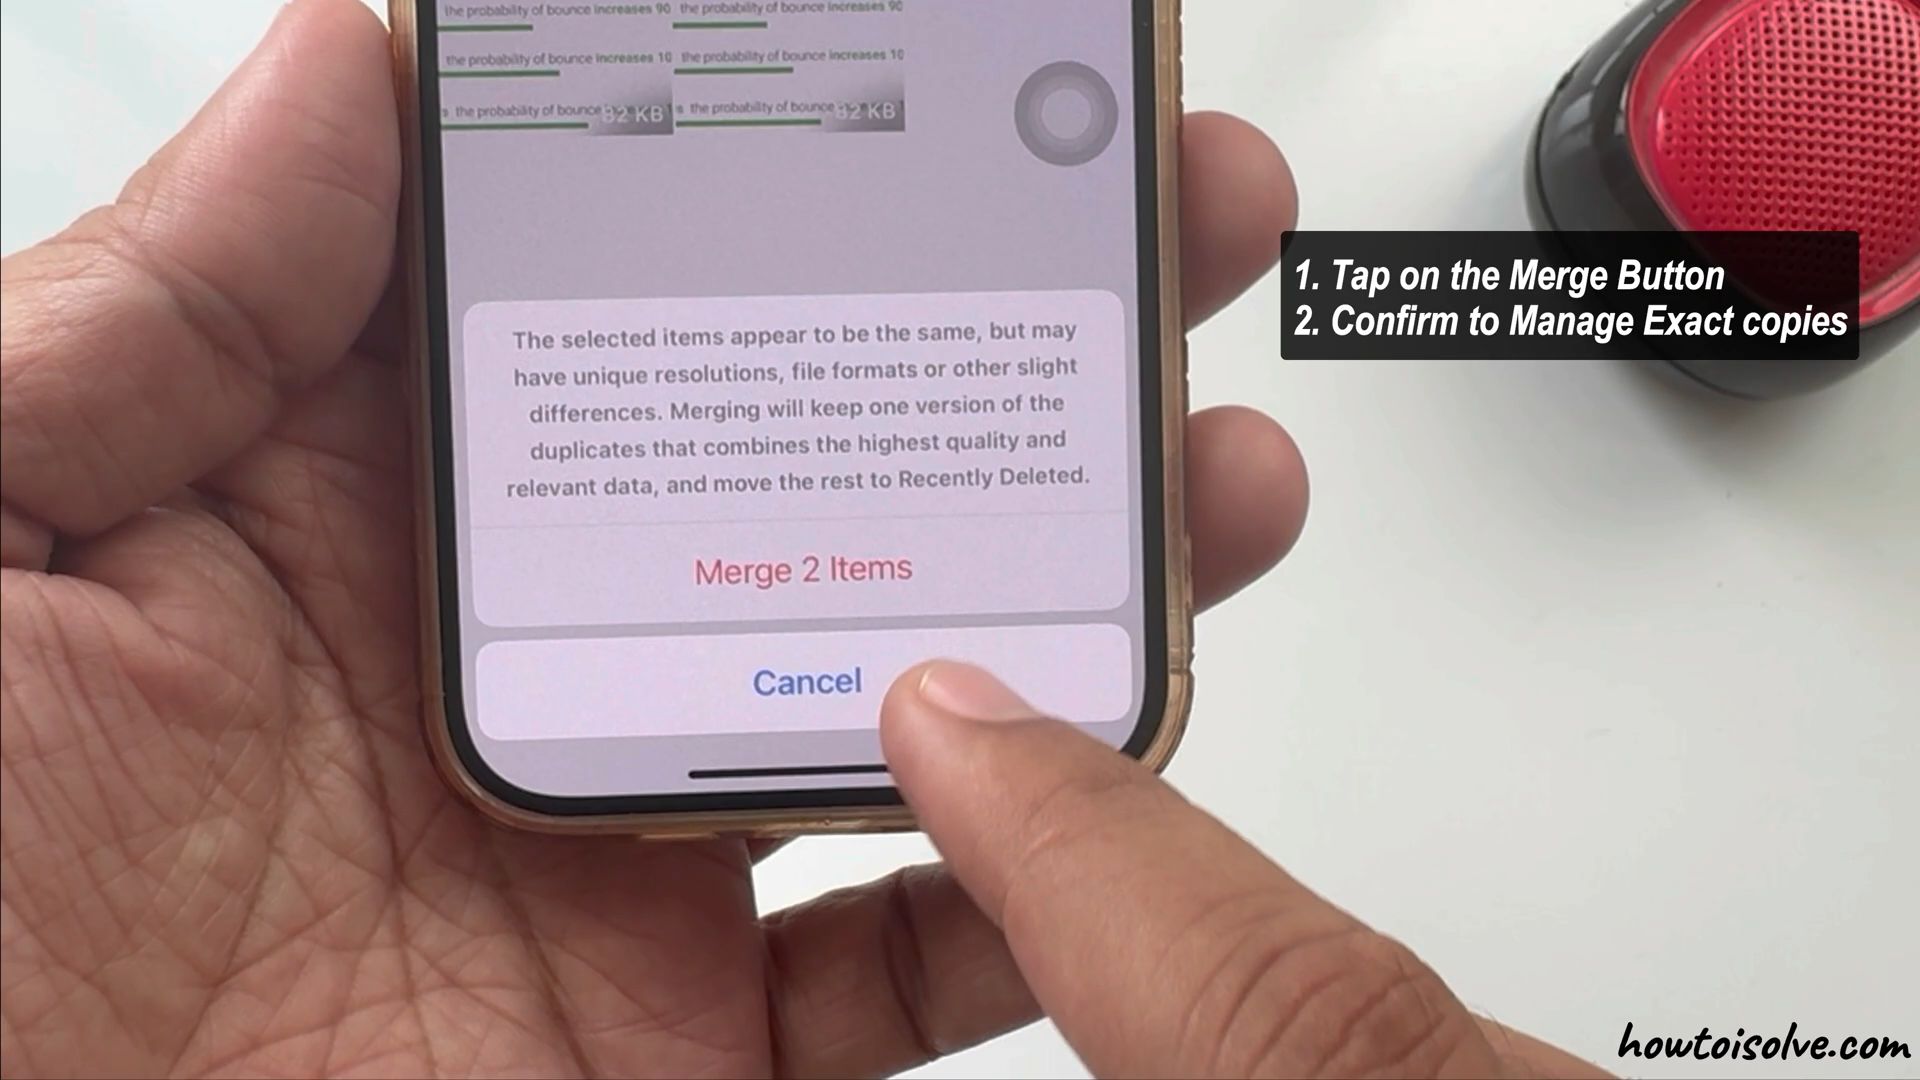 the probability of bounce increases 90 the probability of bounce increases 90
the probability of bounce increases 10 the probability of bounce increases 10
s the probability of bounce 32 KB s the probability of bounce 32 KB
1. Tap on the Merge Button
2. Confirm to Manage Exact copies
The selected items appear to be the same, but may
have unique resolutions, file formats or other slight
differences. Merging will keep one version of the
duplicates that combines the highest quality and
relevant data, and move the rest to Recently Deleted.
Merge 2 Items
Cancel
howtoisolve.com